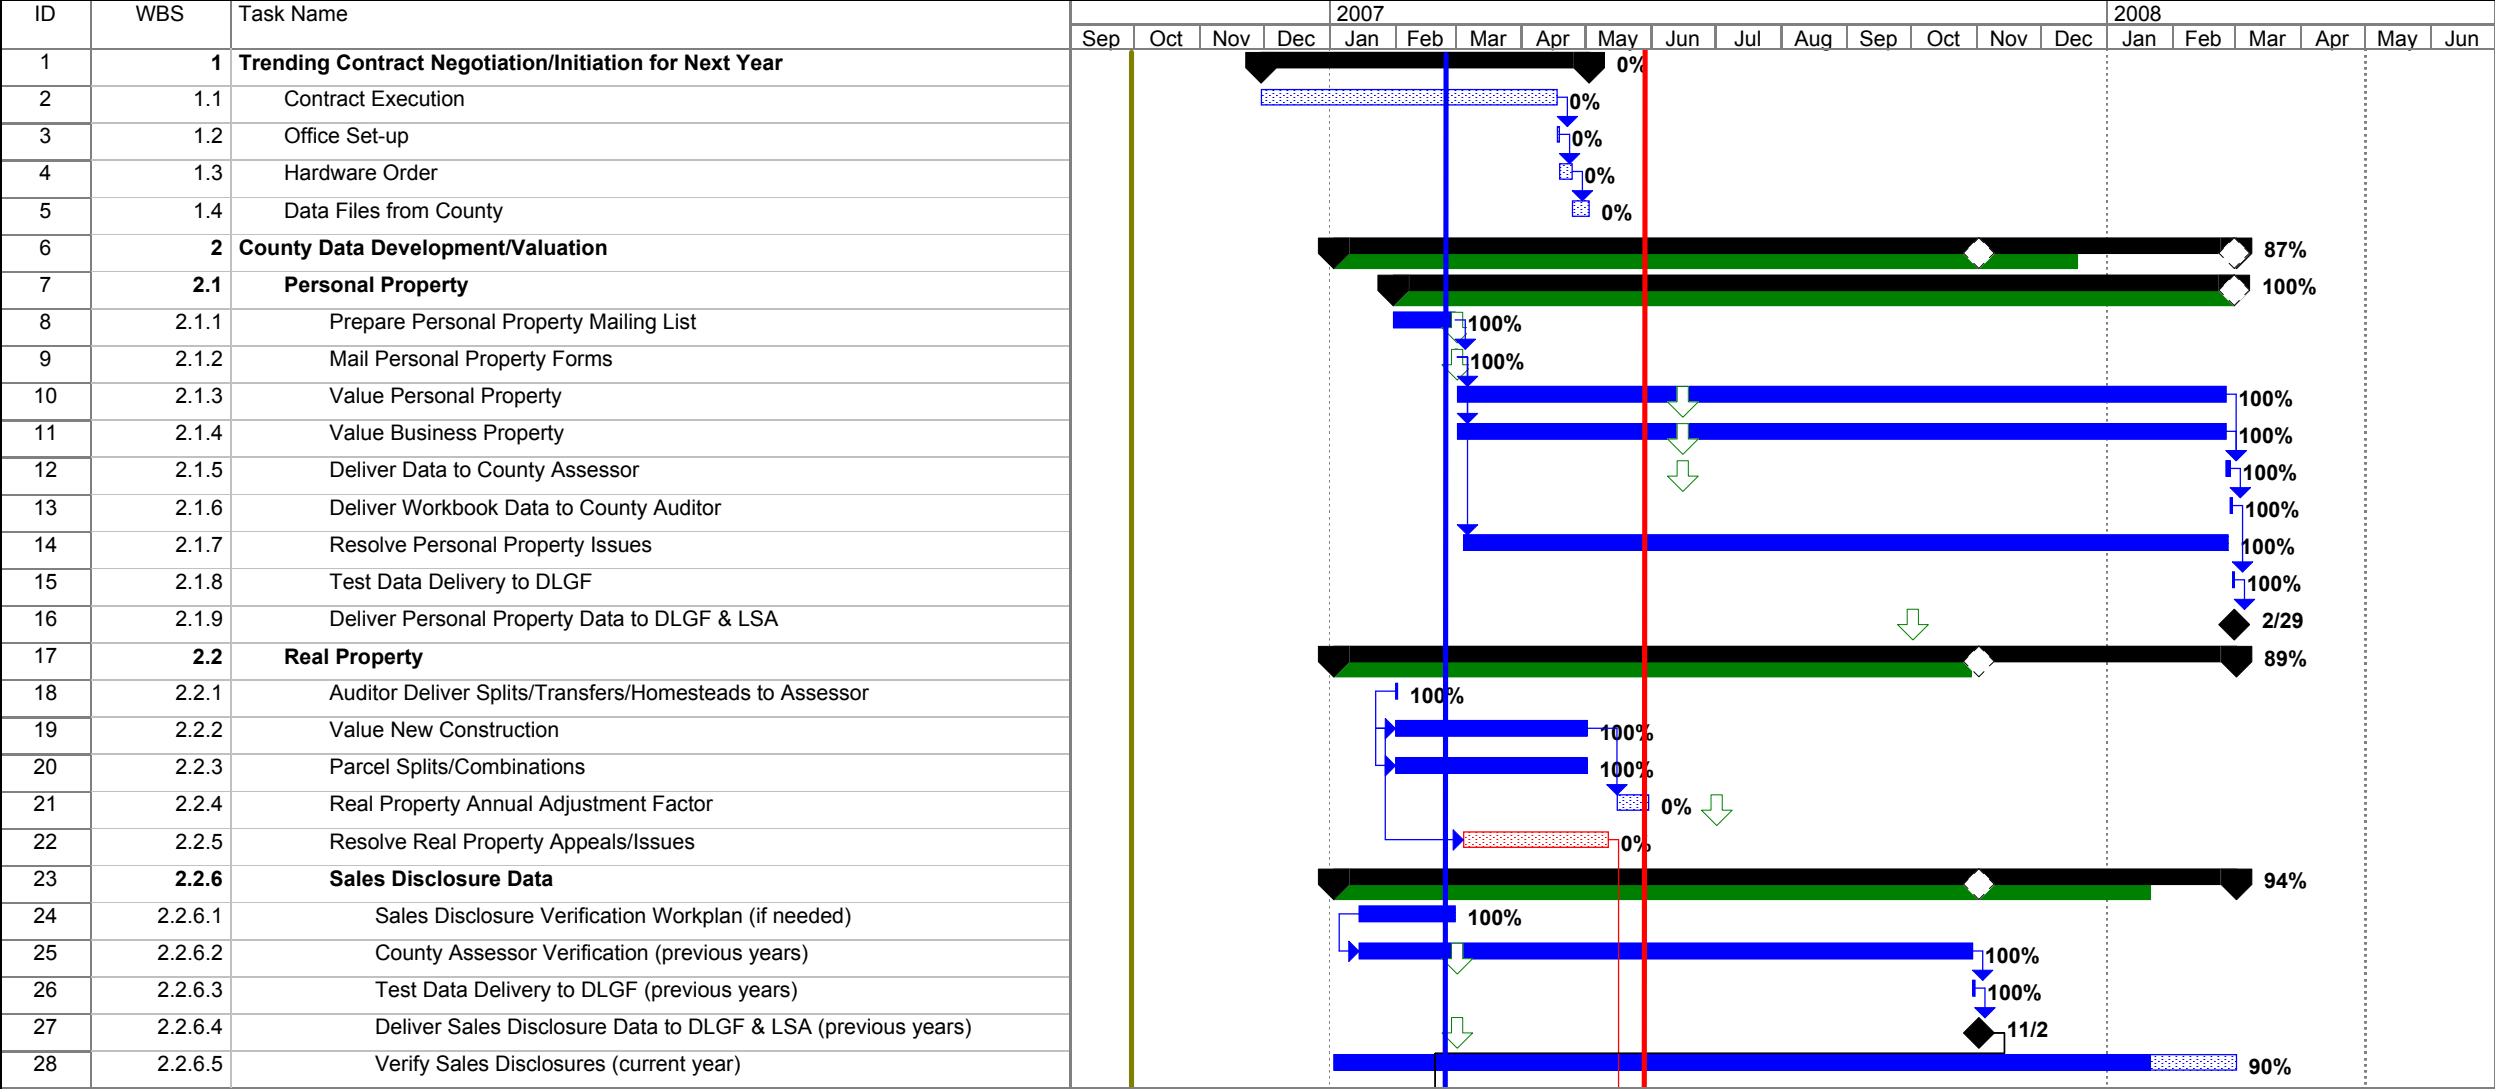 ID WBS Task Name 2007 2008
Sep Oct Nov Dec Jan Feb Mar Apr May Jun Jul Aug Sep Oct Nov Dec Jan Feb Mar Apr May Jun
1 1 Trending Contract Negotiation/Initiation for Next Year 0%
2 1.1 Contract Execution 0%
3 1.2 Office Set-up 0%
4 1.3 Hardware Order 0%
5 1.4 Data Files from County 0%
6 2 County Data Development/Valuation 87%
7 2.1 Personal Property 100%
8 2.1.1 Prepare Personal Property Mailing List 100%
9 2.1.2 Mail Personal Property Forms 100%
10 2.1.3 Value Personal Property 100%
11 2.1.4 Value Business Property 100%
12 2.1.5 Deliver Data to County Assessor 100%
13 2.1.6 Deliver Workbook Data to County Auditor 100%
14 2.1.7 Resolve Personal Property Issues 100%
15 2.1.8 Test Data Delivery to DLGF 100%
16 2.1.9 Deliver Personal Property Data to DLGF & LSA 2/29
17 2.2 Real Property 89%
18 2.2.1 Auditor Deliver Splits/Transfers/Homesteads to Assessor 100%
19 2.2.2 Value New Construction 100%
20 2.2.3 Parcel Splits/Combinations 100%
21 2.2.4 Real Property Annual Adjustment Factor 0%
22 2.2.5 Resolve Real Property Appeals/Issues 0%
23 2.2.6 Sales Disclosure Data 94%
24 2.2.6.1 Sales Disclosure Verification Workplan (if needed) 100%
25 2.2.6.2 County Assessor Verification (previous years) 100%
26 2.2.6.3 Test Data Delivery to DLGF (previous years) 100%
27 2.2.6.4 Deliver Sales Disclosure Data to DLGF & LSA (previous years) 11/2
28 2.2.6.5 Verify Sales Disclosures (current year) 90%